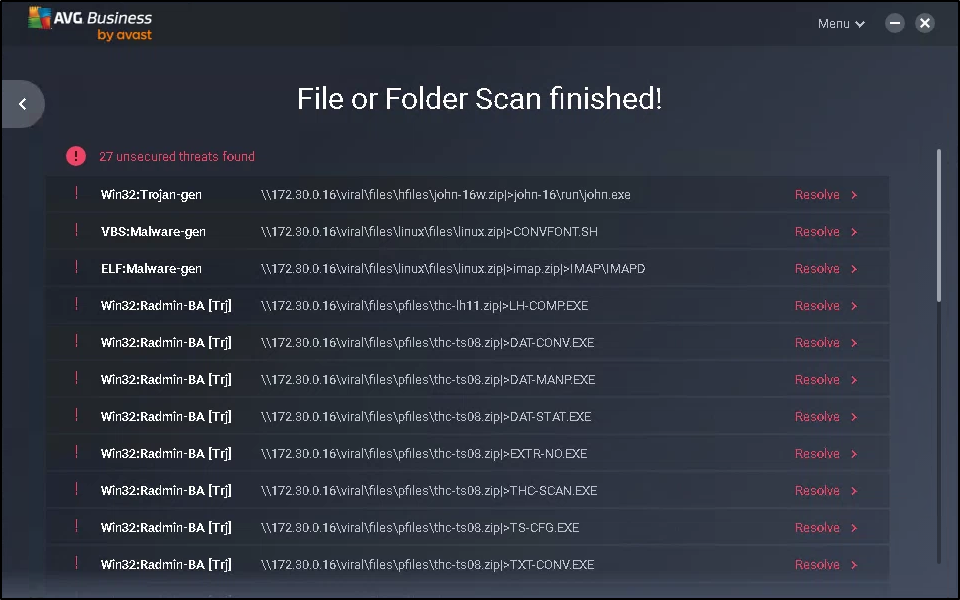 AVG Business
by avast
Menu
File or Folder Scan finished!
! 27 unsecured threats found
! Win32:Trojan-gen \\172.30.0.16\viral\files\hfiles\john-16w.zip|>john-16\run\john.exe Resolve >
! VBS:Malware-gen \\172.30.0.16\viral\files\linux\files\linux.zip|>CONVFONT.SH Resolve >
! ELF:Malware-gen \\172.30.0.16\viral\files\linux\files\linux.zip|>imap.zip|>IMAP\IMAPD Resolve >
! Win32:Radmin-BA [Trj] \\172.30.0.16\viral\files\pfiles\thc-lh11.zip|>LH-COMP.EXE Resolve >
! Win32:Radmin-BA [Trj] \\172.30.0.16\viral\files\pfiles\thc-ts08.zip|>DAT-CONV.EXE Resolve >
! Win32:Radmin-BA [Trj] \\172.30.0.16\viral\files\pfiles\thc-ts08.zip|>DAT-MANP.EXE Resolve >
! Win32:Radmin-BA [Trj] \\172.30.0.16\viral\files\pfiles\thc-ts08.zip|>DAT-STAT.EXE Resolve >
! Win32:Radmin-BA [Trj] \\172.30.0.16\viral\files\pfiles\thc-ts08.zip|>EXTR-NO.EXE Resolve >
! Win32:Radmin-BA [Trj] \\172.30.0.16\viral\files\pfiles\thc-ts08.zip|>THC-SCAN.EXE Resolve >
! Win32:Radmin-BA [Trj] \\172.30.0.16\viral\files\pfiles\thc-ts08.zip|>TS-CFG.EXE Resolve >
! Win32:Radmin-BA [Trj] \\172.30.0.16\viral\files\pfiles\thc-ts08.zip|>TXT-CONV.EXE Resolve >